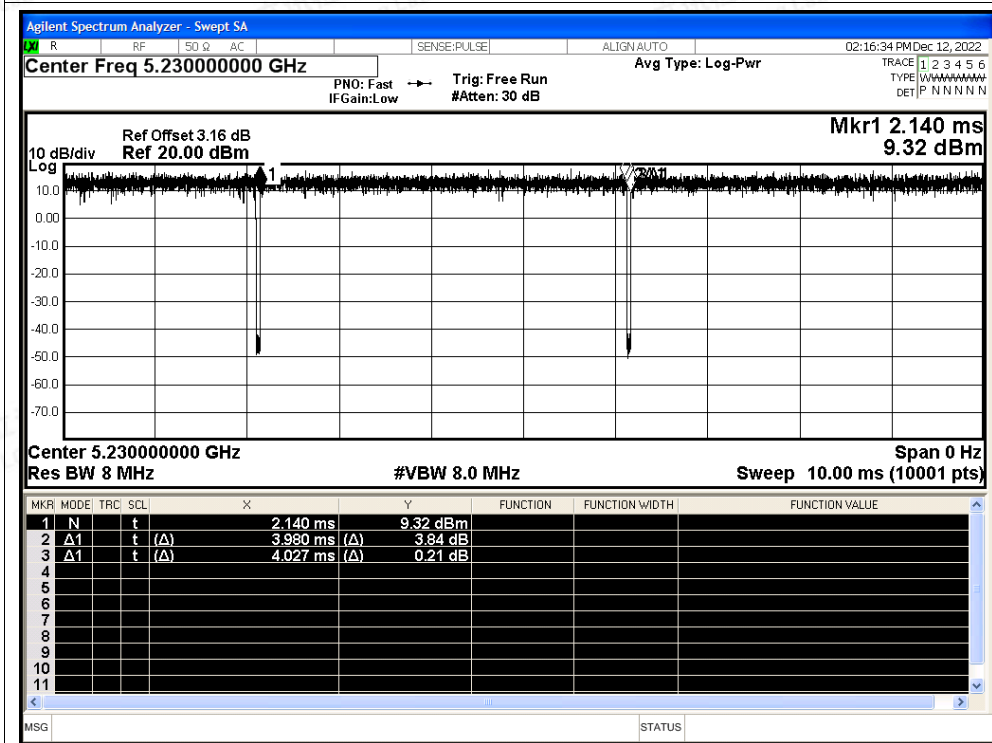 Agilent Spectrum Analyzer - Swept SA
LXI R RF 50 Ω AC SENSE:PULSE ALIGN AUTO 02:16:34 PM Dec 12, 2022
Center Freq 5.230000000 GHz Avg Type: Log-Pwr TRACE 1 2 3 4 5 6
PNO: Fast Trig: Free Run TYPE
IFGain:Low #Atten: 30 dB DET P N N N N N
Mkr1 2.140 ms
Ref Offset 3.16 dB
10 dB/div Ref 20.00 dBm 9.32 dBm
Log
1
10.0
0.00
-10.0
-20.0
-30.0
-40.0
-50.0
-60.0
-70.0
Center 5.230000000 GHz Span 0 Hz
Res BW 8 MHz #VBW 8.0 MHz Sweep 10.00 ms (10001 pts)
MKR MODE TRC SCL X Y FUNCTION FUNCTION WIDTH FUNCTION VALUE
1 N t 2.140 ms 9.32 dBm
2 Δ1 t (Δ) 3.980 ms (Δ) 3.84 dB
3 Δ1 t (Δ) 4.027 ms (Δ) 0.21 dB
4
5
6
7
8
9
10
11
MSG STATUS